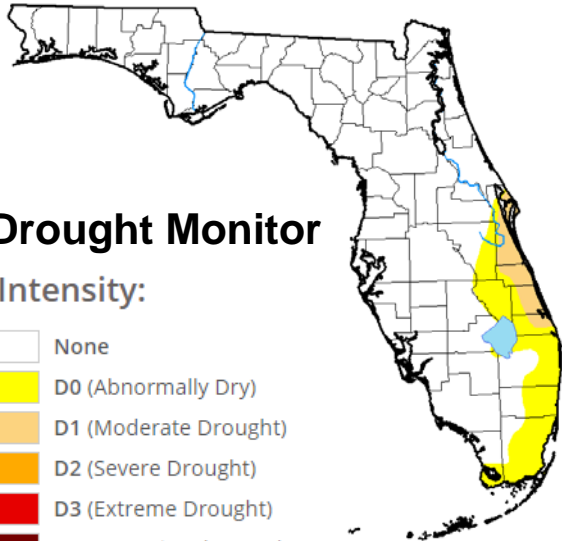 Drought Monitor
Intensity:
None
D0 (Abnormally Dry)
D1 (Moderate Drought)
D2 (Severe Drought)
D3 (Extreme Drought)